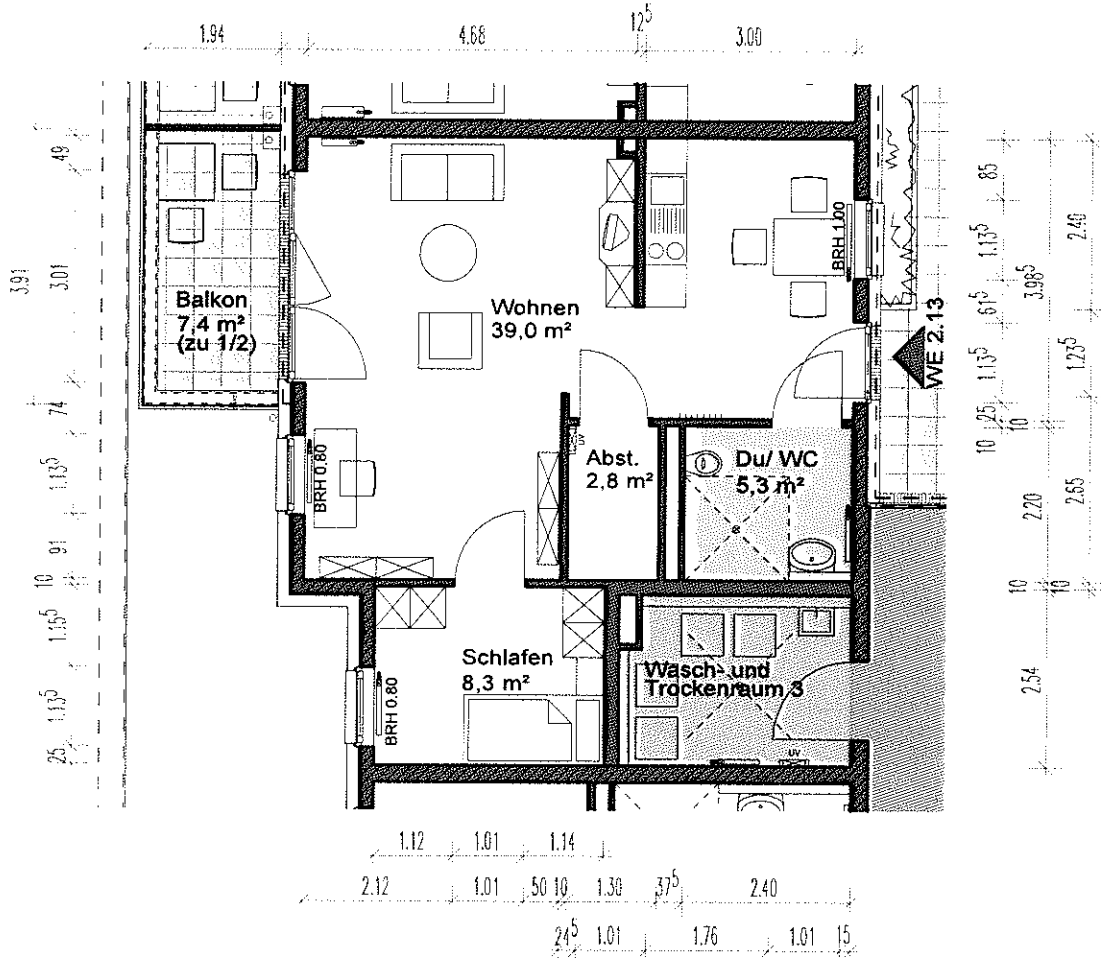 1.94
4.68
12⁵
3.00
49
3.91
3.01
74
1.13⁵
91
10
1.15⁵
1.13⁵
25
Balkon
7,4 m²
(zu 1/2)
Wohnen
39,0 m²
BRH 1.00
WE 2.13
BRH 0.80
UV
Abst.
2,8 m²
Du/ WC
5,3 m²
Schlafen
8,3 m²
BRH 0.80
Wasch- und
Trockenraum 3
UV
85
1.13⁵
61⁵
1.13⁵
25
10
3.98⁵
10
2.20
10
2.54
2.40
1.23⁵
2.65
10
1.12
1.01
1.14
2.12
1.01
50
10
1.30
37⁵
2.40
24⁵
1.01
1.76
1.01
15